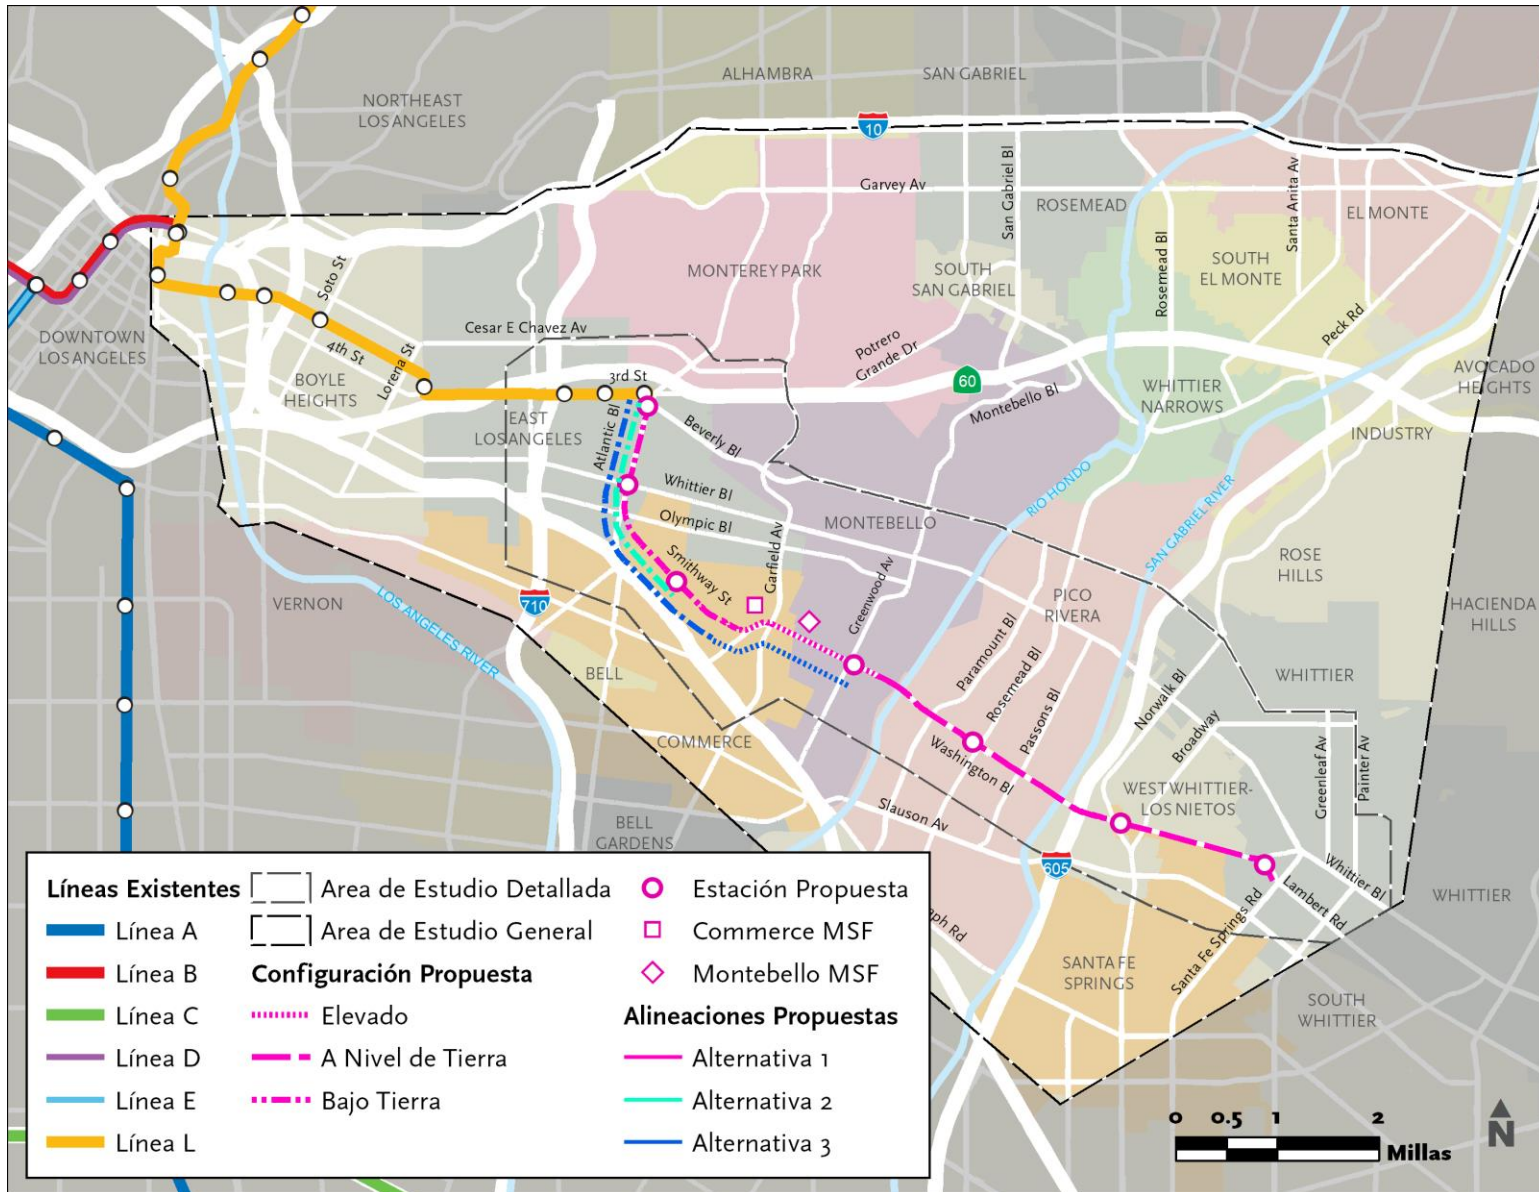 ALHAMBRA
SAN GABRIEL
NORTHEAST
LOS ANGELES
10
Garvey Av
San Gabriel Bl
ROSEMEAD
Santa Anita Av
EL MONTE
MONTEREY PARK
SOUTH
SAN GABRIEL
Rosemead Bl
SOUTH
EL MONTE
Soto St
Peck Rd
DOWNTOWN
LOS ANGELES
4th St
Lorena St
Cesar E Chavez Av
Potrero
Grande Dr
BOYLE
HEIGHTS
3rd St
60
Montebello Bl
WHITTIER
NARROWS
AVOCADO
HEIGHTS
EAST
LOS ANGELES
Atlantic Bl
Beverly Bl
INDUSTRY
Whittier Bl
Olympic Bl
MONTEBELLO
RIO HONDO
SAN GABRIEL RIVER
Smithway St
Garfield Av
Greenwood Av
ROSE
HILLS
VERNON
710
LOS ANGELES RIVER
PICO
RIVERA
HACIENDA
HILLS
BELL
Paramount Bl
Rosemead Bl
Passons Bl
Norwalk Bl
Broadway
WHITTIER
COMMERCE
Washington Bl
Greenleaf Av
Painter Av
WEST WHITTIER-
LOS NIETOS
Slauson Av
BELL
GARDENS
605
Whittier Bl
Lambert Rd
WHITTIER
Santa Fe Springs Rd
aph Rd
SANTA FE
SPRINGS
SOUTH
WHITTIER
Líneas Existentes
Línea A
Línea B
Línea C
Línea D
Línea E
Línea L
Area de Estudio Detallada
Area de Estudio General
Configuración Propuesta
Elevado
A Nivel de Tierra
Bajo Tierra
Estación Propuesta
Commerce MSF
Montebello MSF
Alineaciones Propuestas
Alternativa 1
Alternativa 2
Alternativa 3
0 0.5 1 2
Millas
N